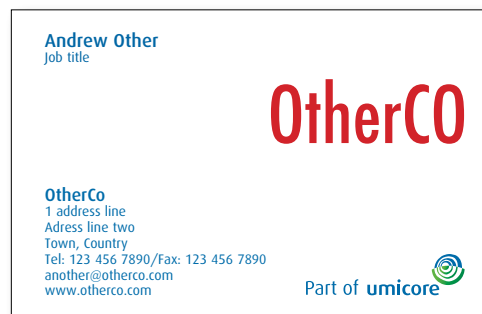 Andrew Other
Job title
OtherCO
OtherCo
1 address line
Adress line two
Town, Country
Tel: 123 456 7890/Fax: 123 456 7890
another@otherco.com
www.otherco.com
Part of umicore